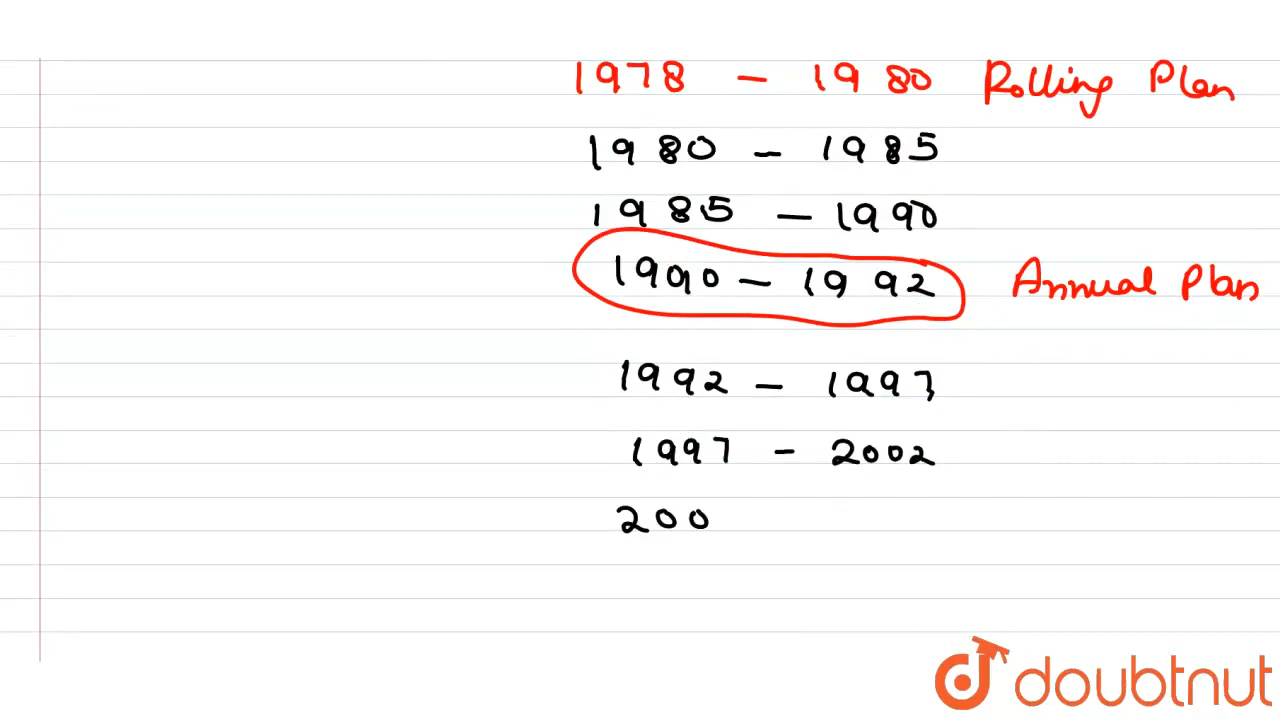 1978 - 1980 Rolling Plan
1980 - 1985
1985 - 1990
1990 - 1992 Annual Plan
1992 - 1997
1997 - 2002
200
doubtnut